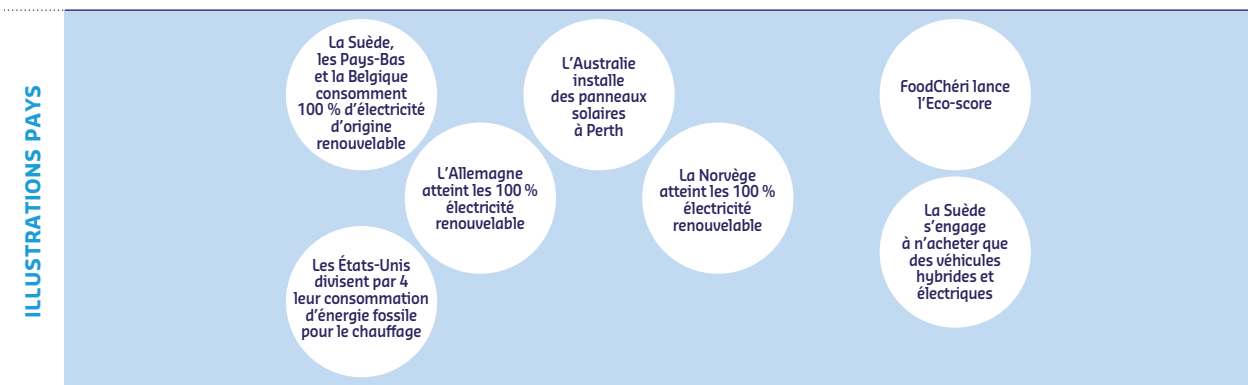 ILLUSTRATIONS PAYS
La Suède,
les Pays-Bas
et la Belgique
consomment
100 % d'électricité
d'origine
renouvelable
L'Allemagne
atteint les 100 %
électricité
renouvelable
Les États-Unis
divisent par 4
leur consommation
d'énergie fossile
pour le chauffage
L'Australie
installe
des panneaux
solaires
à Perth
La Norvège
atteint les 100 %
électricité
renouvelable
FoodChéri lance
l'Eco-score
La Suède
s'engage
à n'acheter que
des véhicules
hybrides et
électriques